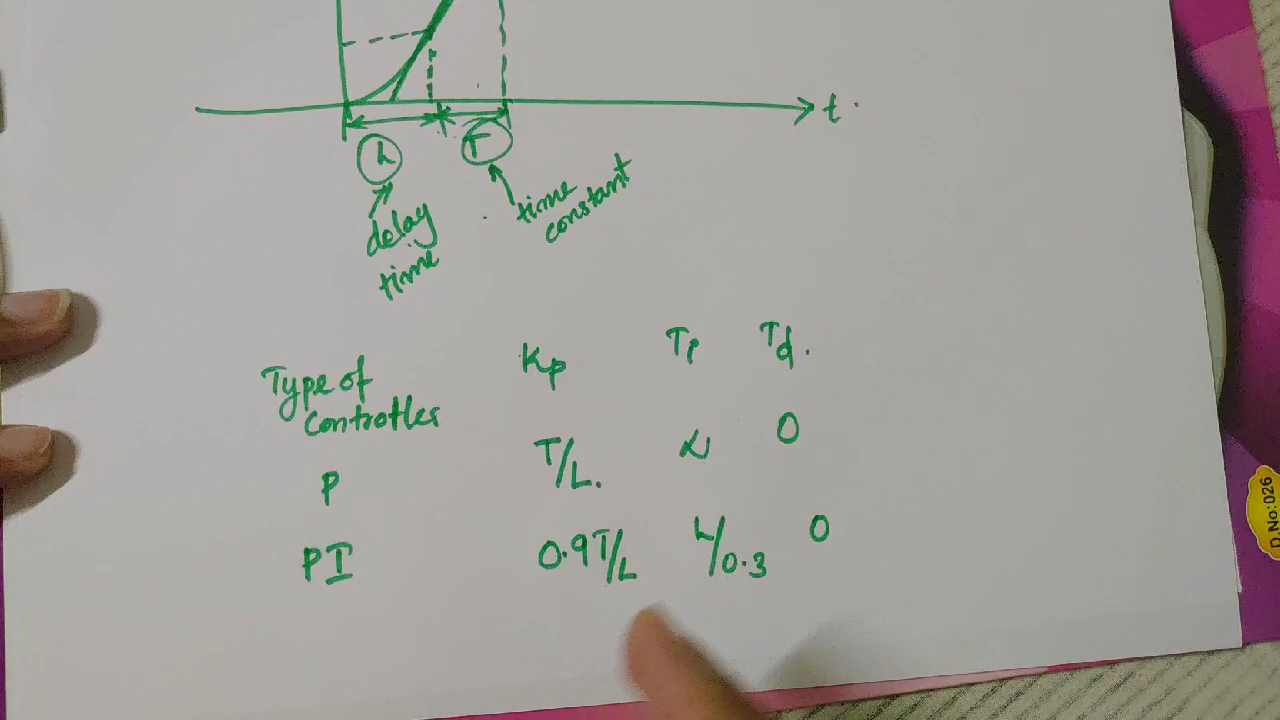 t
L
T
delay
time
time
constant
Type of
controller
Kp
Ti
Td.
P
T/L.
∞
0
PI
0.9T/L
L/0.3
0
D.No:026